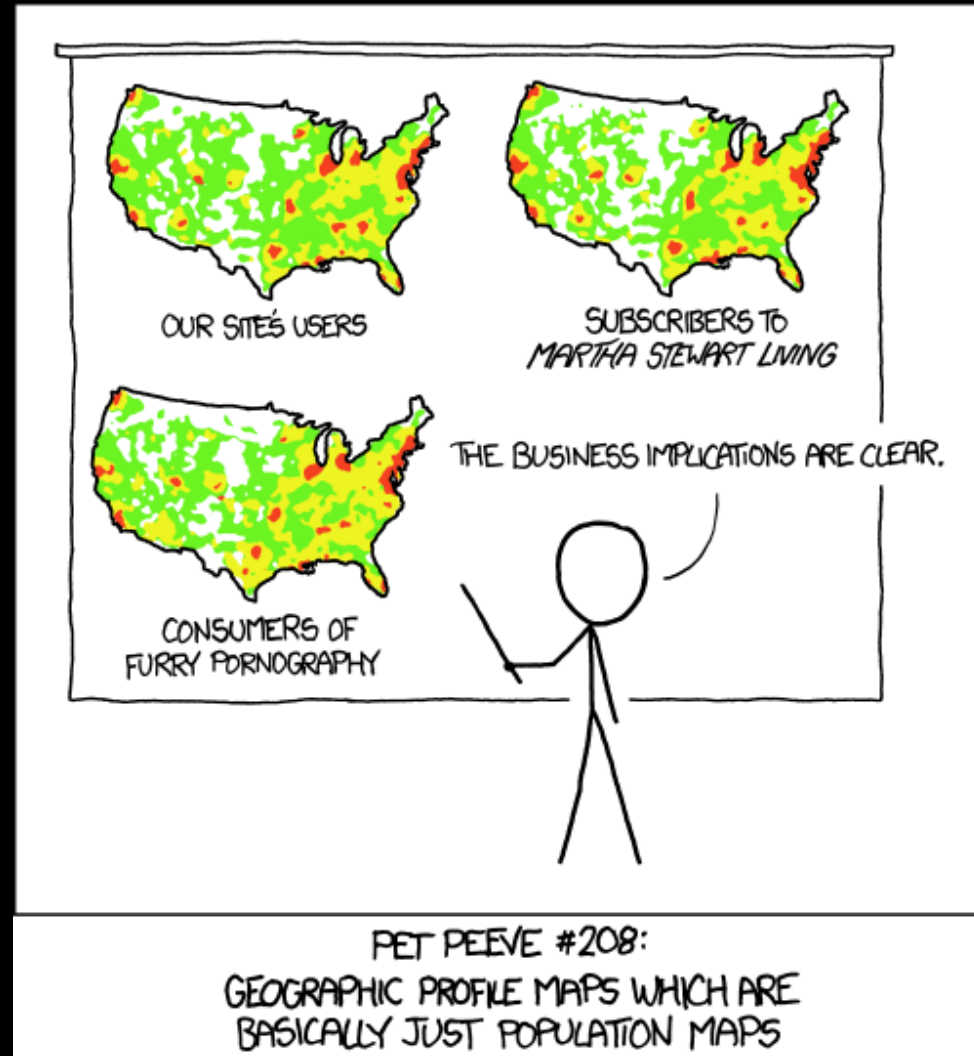 OUR SITE'S USERS
SUBSCRIBERS TO
MARTHA STEWART LIVING
CONSUMERS OF
FURRY PORNOGRAPHY
THE BUSINESS IMPLICATIONS ARE CLEAR.
PET PEEVE #208:
GEOGRAPHIC PROFILE MAPS WHICH ARE
BASICALLY JUST POPULATION MAPS